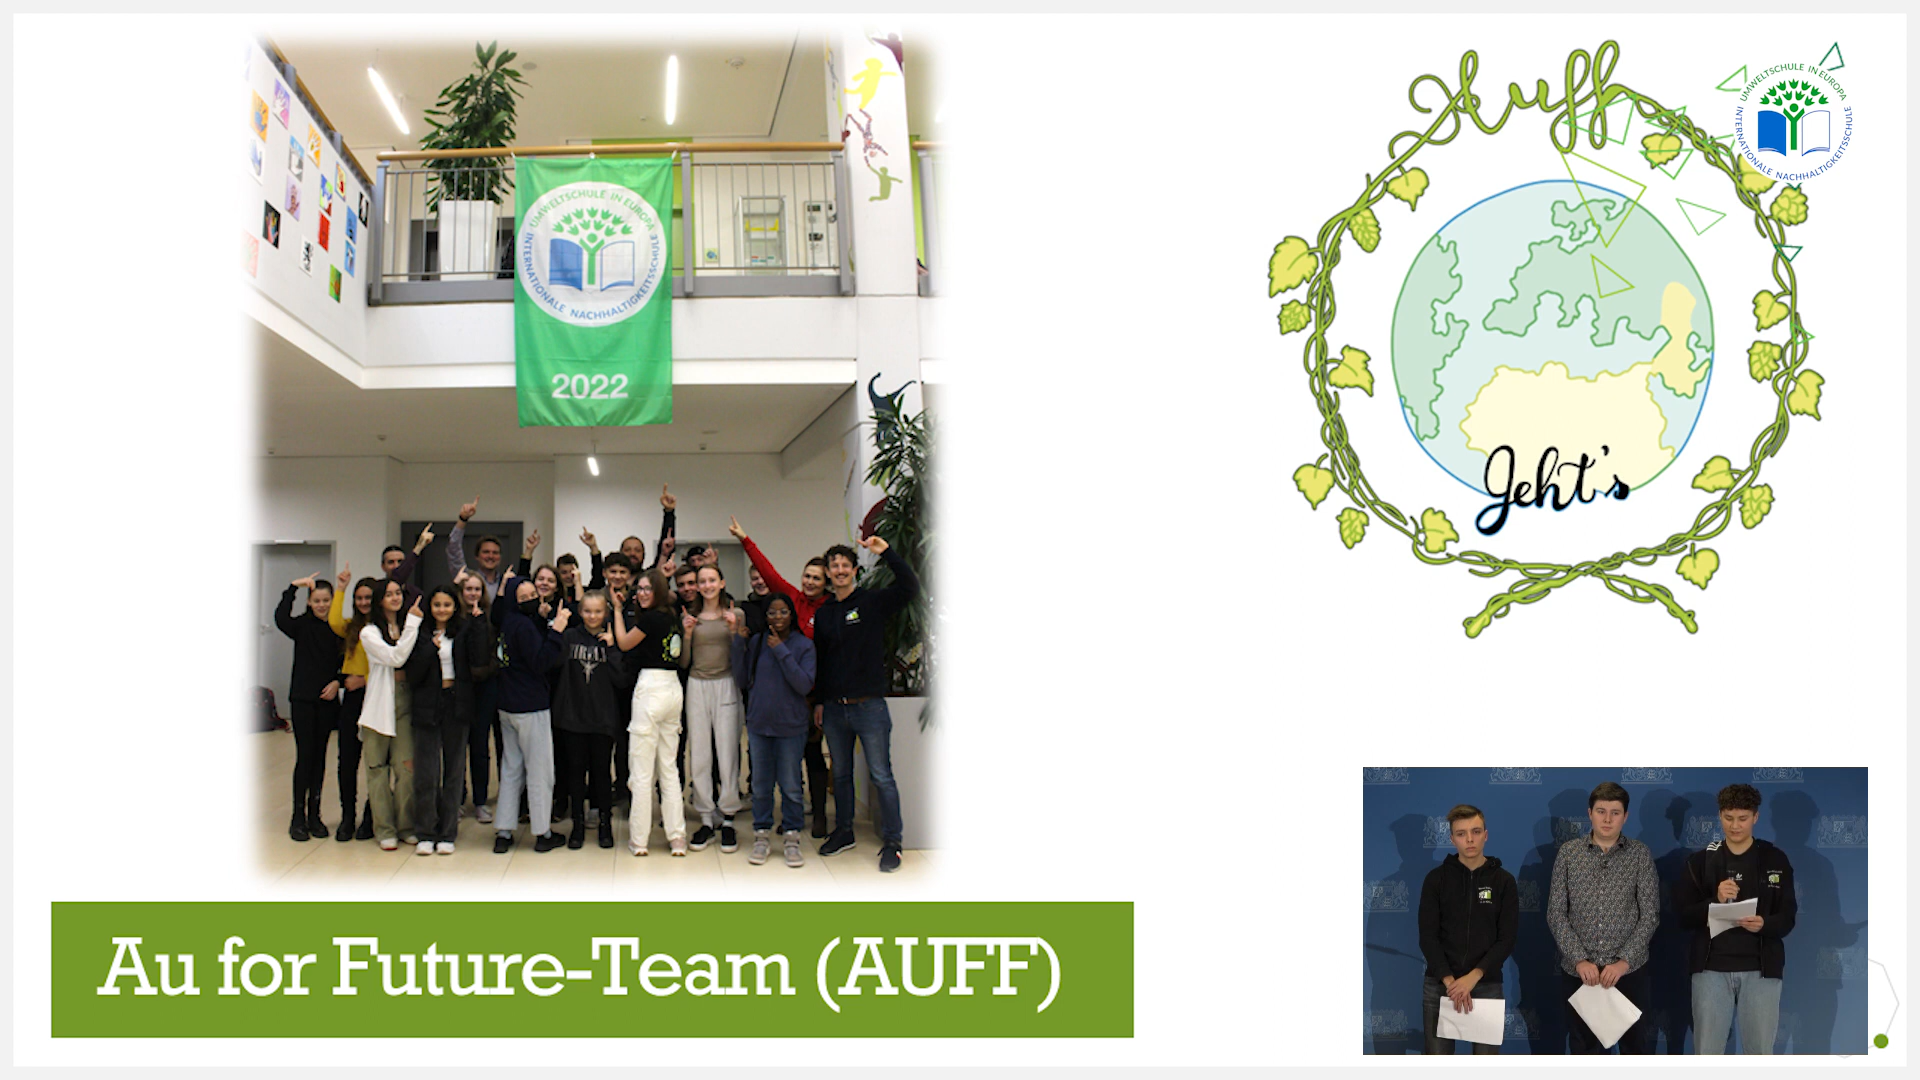 UMWELTSCHULE IN EUROPA
INTERNATIONALE NACHHALTIGKEITSSCHULE
2022
Auff
geht's
UMWELTSCHULE IN EUROPA
INTERNATIONALE NACHHALTIGKEITSSCHULE
Au for Future-Team (AUFF)